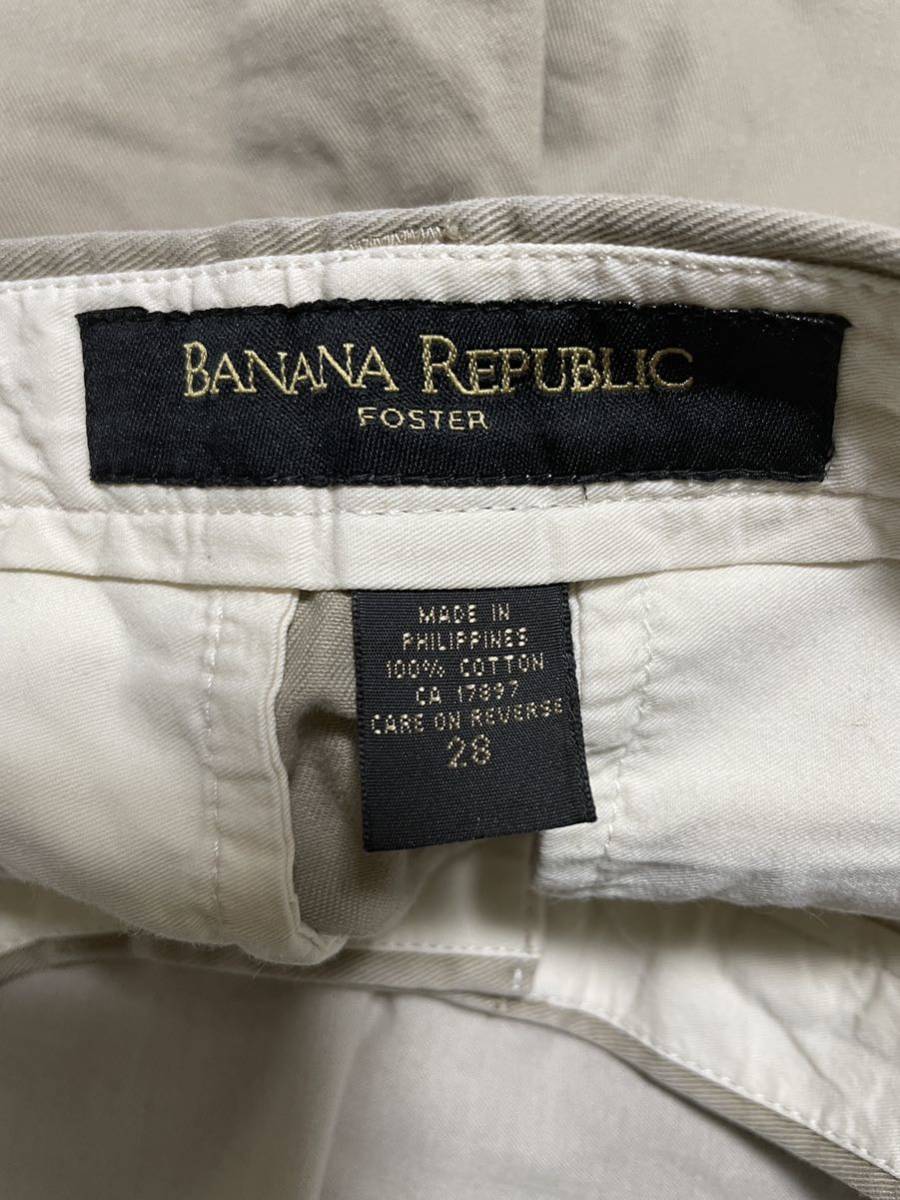 BANANA REPUBLIC
FOSTER
MADE IN
PHILIPPINES
100% COTTON
CA 17897
CARE ON REVERSE
28